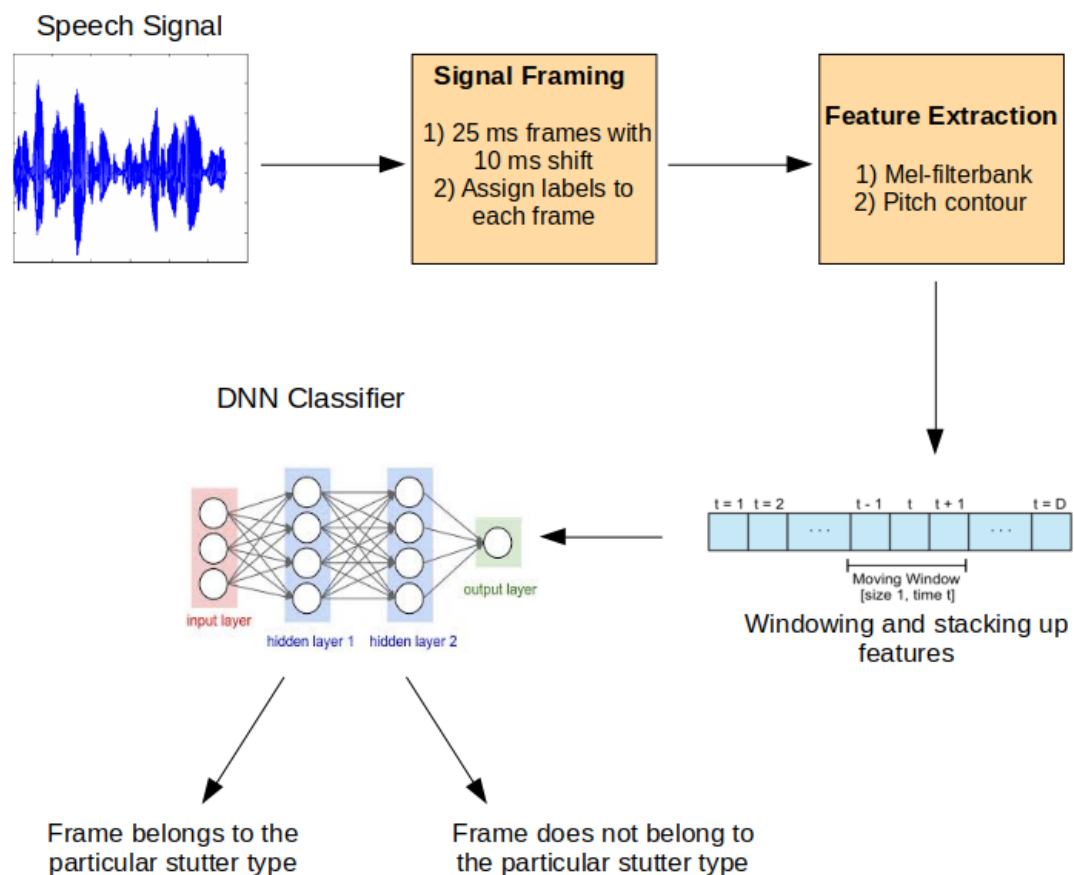 Speech Signal
Signal Framing
1) 25 ms frames with
10 ms shift
2) Assign labels to
each frame
Feature Extraction
1) Mel-filterbank
2) Pitch contour
DNN Classifier
input layer
hidden layer 1
hidden layer 2
output layer
t = 1 t = 2 t - 1 t t + 1 t = D
. . . . . .
Moving Window
[size 1, time t]
Windowing and stacking up
features
Frame belongs to the
particular stutter type
Frame does not belong to
the particular stutter type